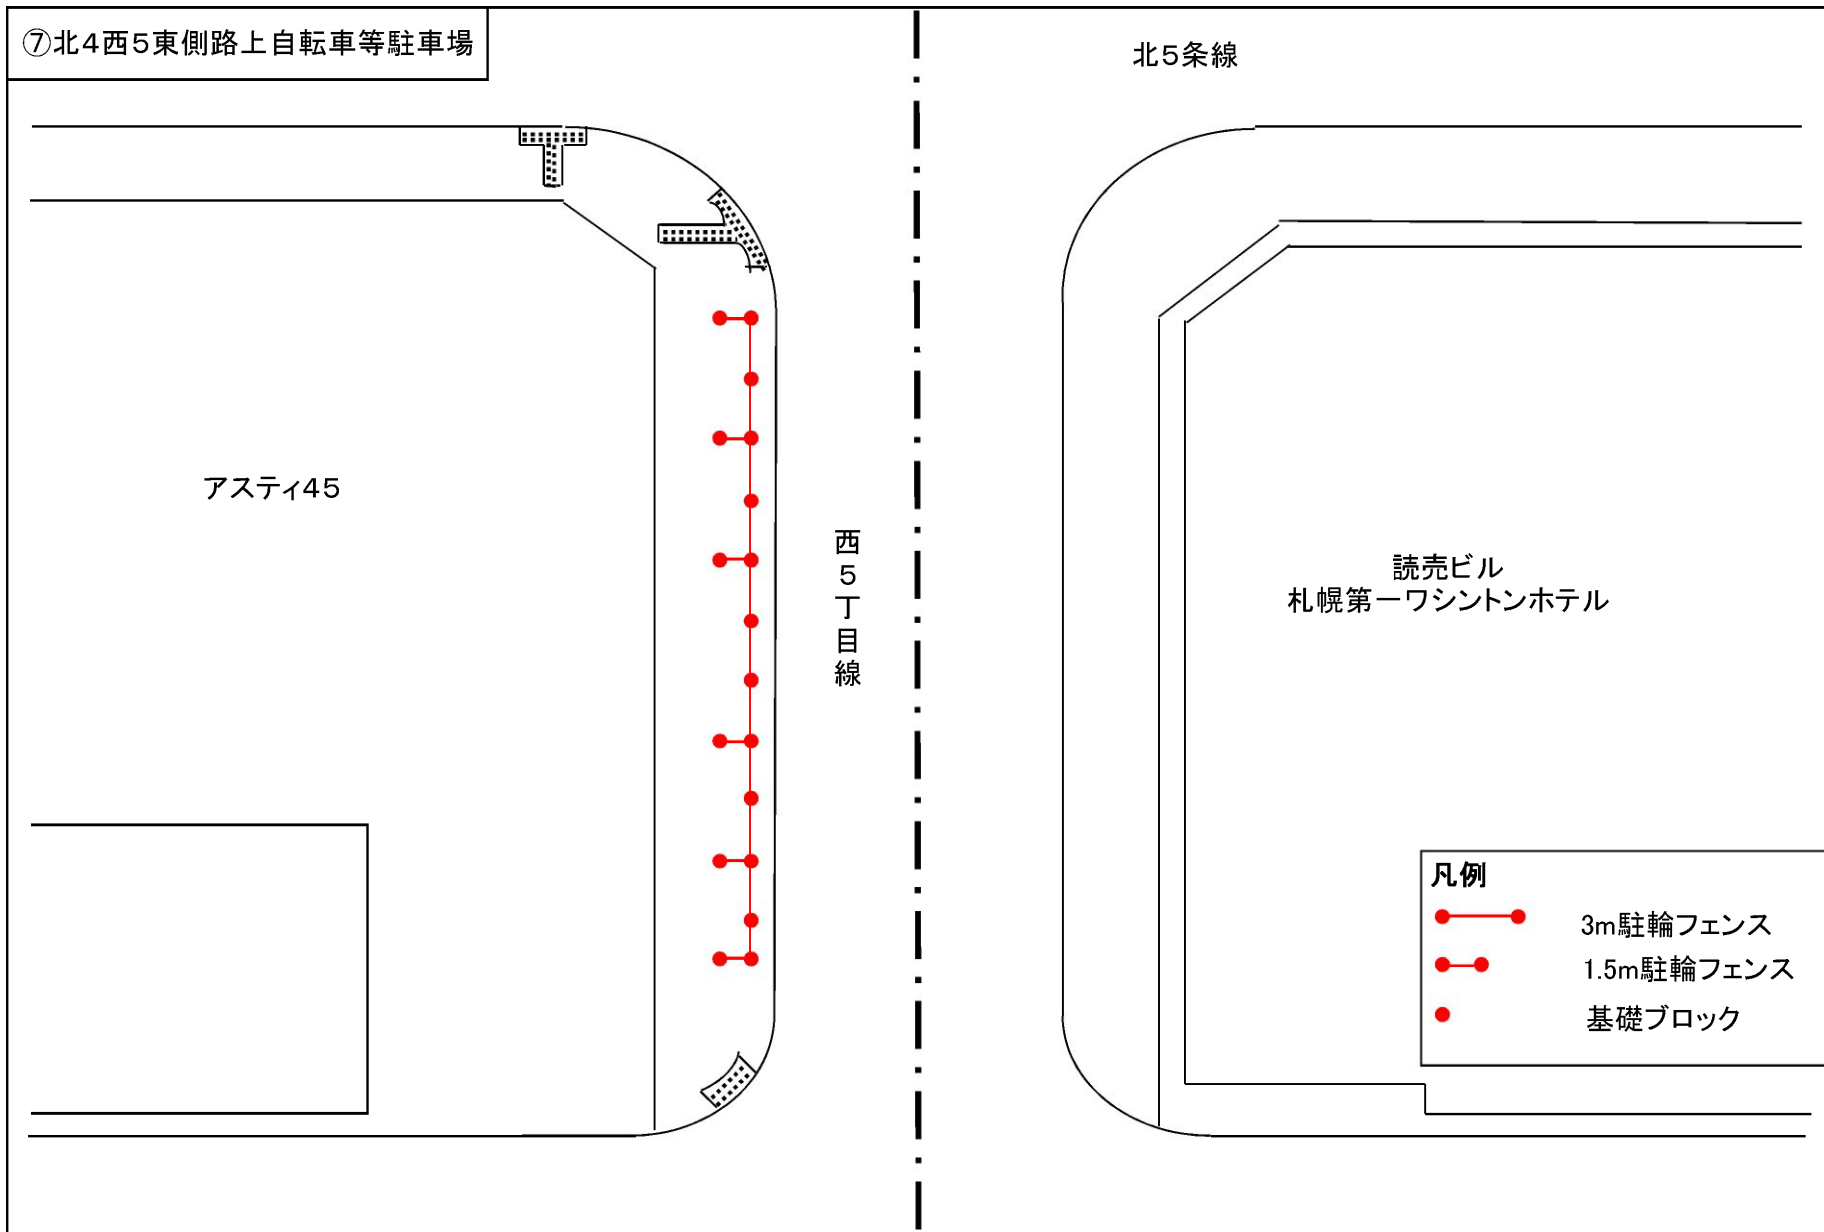 ⑦北4西5東側路上自転車等駐車場
北5条線
アスティ45
西5丁目線
読売ビル
札幌第一ワシントンホテル
凡例
3m駐輪フェンス
1.5m駐輪フェンス
基礎ブロック